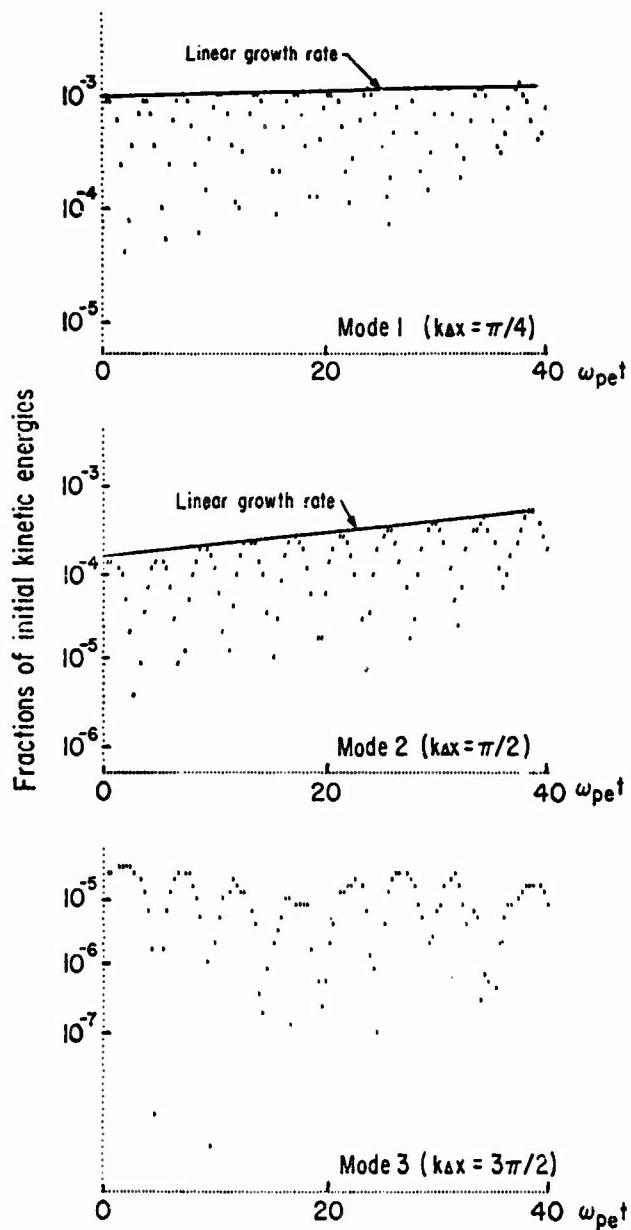 Fractions of initial kinetic energies
Linear growth rate
10⁻³
10⁻⁴
10⁻⁵
Mode 1 (kΔx = π/4)
0 20 40 ωpet
Linear growth rate
10⁻³
10⁻⁴
10⁻⁵
10⁻⁶
Mode 2 (kΔx = π/2)
0 20 40 ωpet
10⁻⁵
10⁻⁶
10⁻⁷
Mode 3 (kΔx = 3π/2)
0 20 40 ωpet